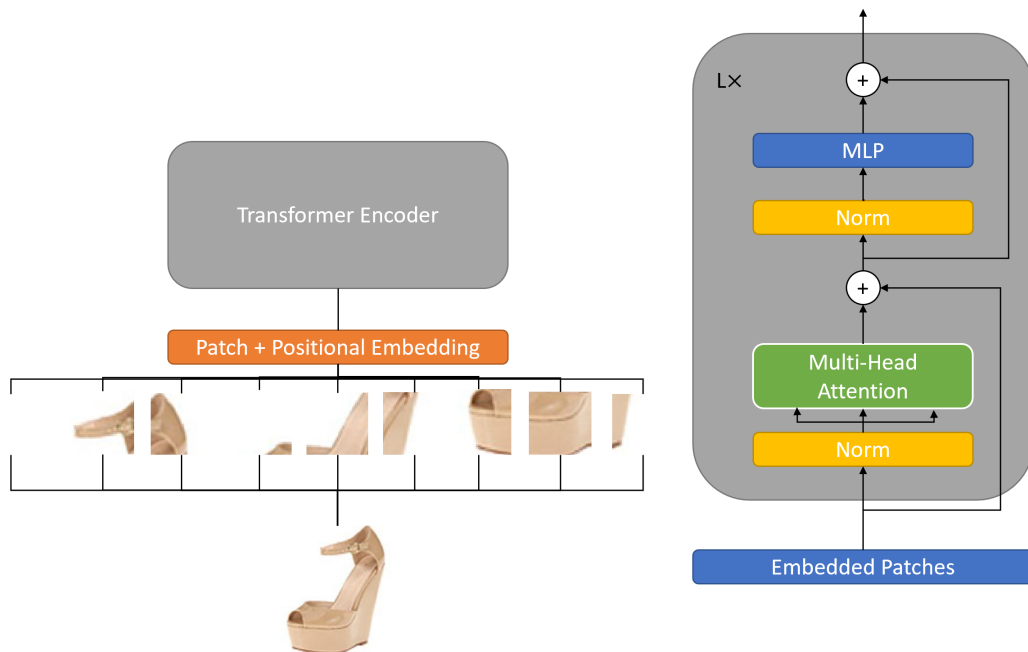 Transformer Encoder
Patch + Positional Embedding
L×
+
MLP
Norm
+
Multi-Head
Attention
Norm
Embedded Patches